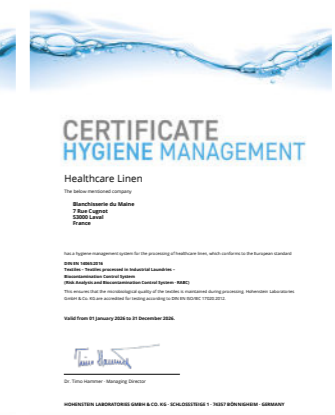 CERTIFICATE
HYGIENE MANAGEMENT
Healthcare Linen
The below mentioned company
Blanchisserie du Maine
7 Rue Cugnot
53000 Laval
France
has a hygiene management system for the processing of healthcare linen, which conforms to the European standard
DIN EN 14065:2016
Textiles - Textiles processed in industrial laundries -
Biocontamination Control System
(Risk Analysis and Biocontamination Control System - RABC)
This ensures that the microbiological quality of the textiles is maintained during processing. Hohenstein Laboratories
GmbH & Co. KG are accredited for testing according to DIN EN ISO/IEC 17020:2012.
Valid from 01 January 2026 to 31 December 2026.
Dr. Timo Hammer · Managing Director
HOHENSTEIN LABORATORIES GMBH & CO. KG · SCHLOSSSTEIGE 1 · 74357 BÖNNIGHEIM · GERMANY